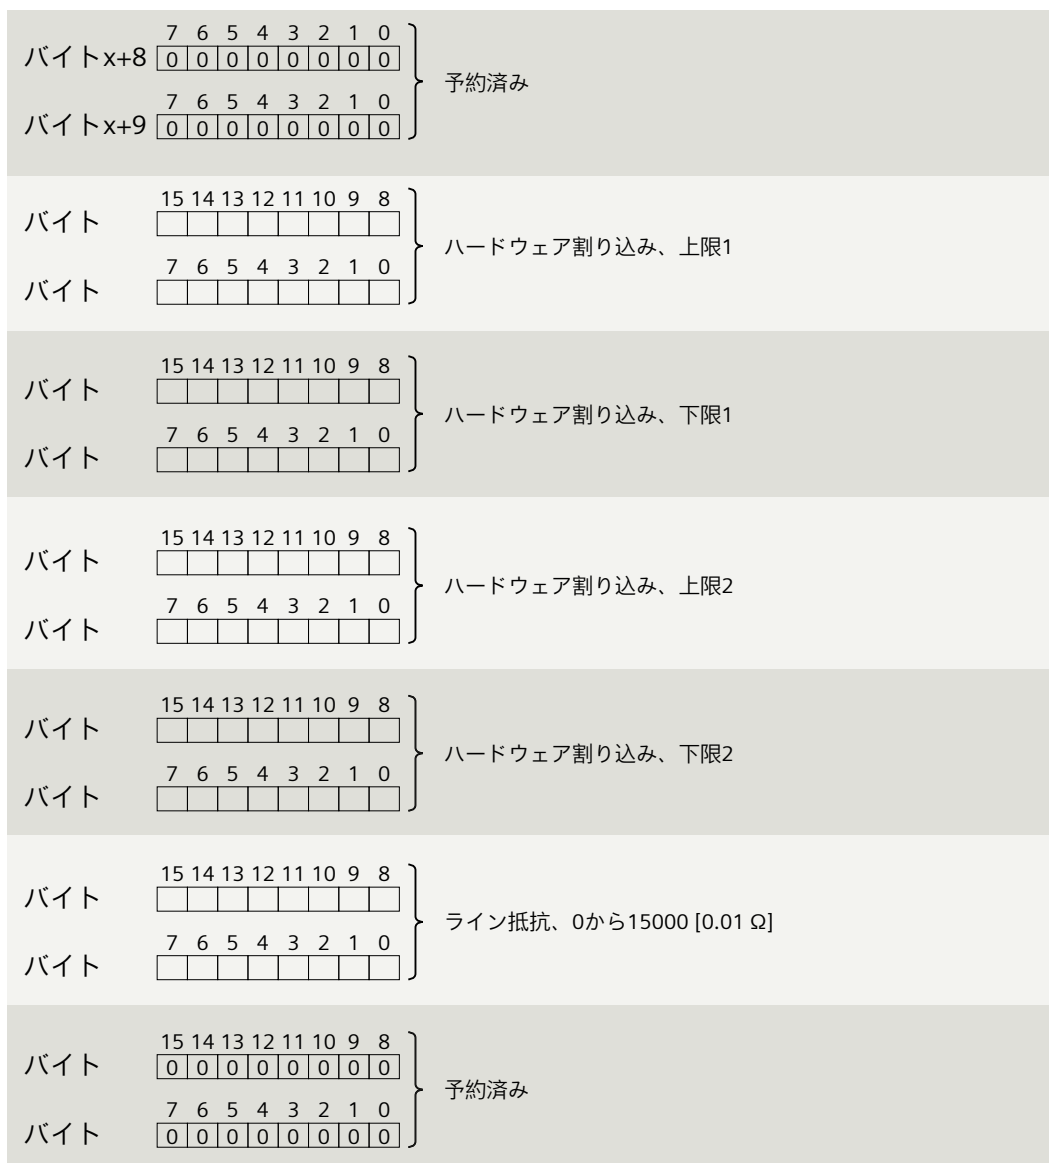 7 6 5 4 3 2 1 0
バイトx+8 0 0 0 0 0 0 0 0
予約済み
7 6 5 4 3 2 1 0
バイトx+9 0 0 0 0 0 0 0 0
15 14 13 12 11 10 9 8
バイト
ハードウェア割り込み、上限1
7 6 5 4 3 2 1 0
バイト
15 14 13 12 11 10 9 8
バイト
ハードウェア割り込み、下限1
7 6 5 4 3 2 1 0
バイト
15 14 13 12 11 10 9 8
バイト
ハードウェア割り込み、上限2
7 6 5 4 3 2 1 0
バイト
15 14 13 12 11 10 9 8
バイト
ハードウェア割り込み、下限2
7 6 5 4 3 2 1 0
バイト
15 14 13 12 11 10 9 8
バイト
ライン抵抗、0から15000 [0.01 Ω]
7 6 5 4 3 2 1 0
バイト
15 14 13 12 11 10 9 8
バイト 0 0 0 0 0 0 0 0
予約済み
7 6 5 4 3 2 1 0
バイト 0 0 0 0 0 0 0 0